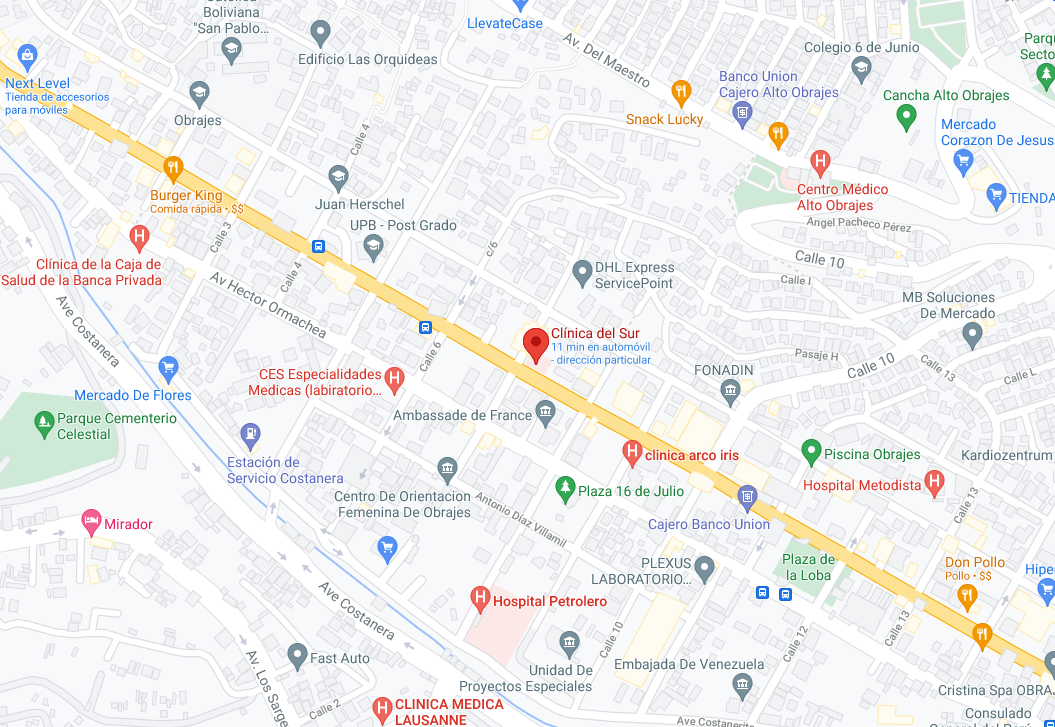 Católica
Boliviana
"San Pablo...
LlevateCase
Edificio Las Orquideas
Av. Del Maestro
Colegio 6 de Junio
Parq
Secto
Next Level
Tienda de accesorios
para móviles
Obrajes
Banco Union
Cajero Alto Obrajes
Cancha Alto Obrajes
Snack Lucky
Mercado
Corazon De Jesus
Calle 4
Burger King
Comida rápida • $$
Juan Herschel
UPB - Post Grado
Centro Médico
Alto Obrajes
TIENDA
Angel Pacheco Pérez
Calle 3
c/6
Clínica de la Caja de
Salud de la Banca Privada
Calle 4
DHL Express
ServicePoint
Calle 10
Calle I
Av Hector Ormachea
Ave Costanera
MB Soluciones
De Mercado
Clínica del Sur
11 min en automóvil
- dirección particular
Calle 6
Pasaje H
Calle 10
Calle 13
Calle L
Mercado De Flores
CES Especialidades
Medicas (labiratorio...
FONADIN
Ambassade de France
Parque Cementerio
Celestial
clinica arco iris
Piscina Obrajes
Kardiozentrum
Estación de
Servicio Costanera
Centro De Orientacion
Femenina De Obrajes
Plaza 16 de Julio
Hospital Metodista
Antonio Díaz Villamil
Cajero Banco Union
Calle 13
Mirador
PLEXUS
LABORATORIO...
Plaza de
la Loba
Don Pollo
Pollo • $$
Hipe
Ave Costanera
Hospital Petrolero
Calle 10
Calle 12
Calle 13
Fast Auto
Av. Los Sarge
Unidad De
Proyectos Especiales
Embajada De Venezuela
Cristina Spa OBRAJ
Calle 2
CLINICA MEDICA
LAUSANNE
Ave Costanerita
Consulado
General del Perú